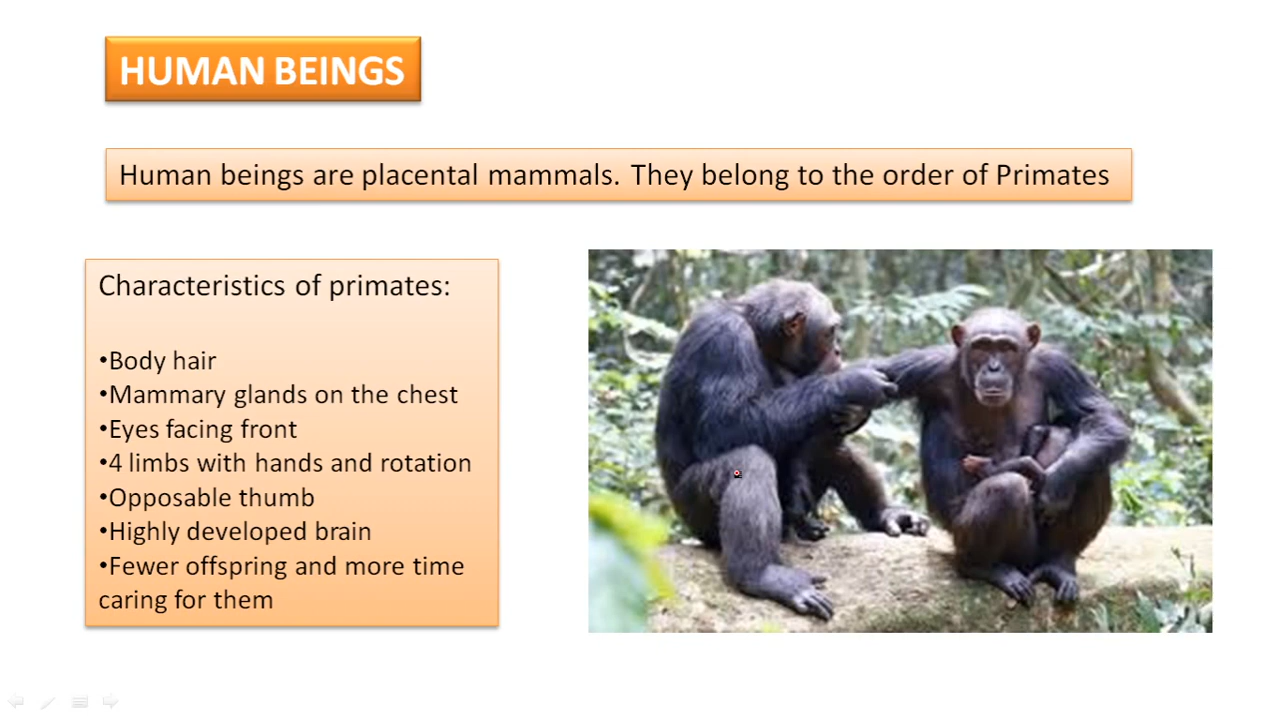 HUMAN BEINGS
Human beings are placental mammals. They belong to the order of Primates
Characteristics of primates:
•Body hair
•Mammary glands on the chest
•Eyes facing front
•4 limbs with hands and rotation
•Opposable thumb
•Highly developed brain
•Fewer offspring and more time
caring for them